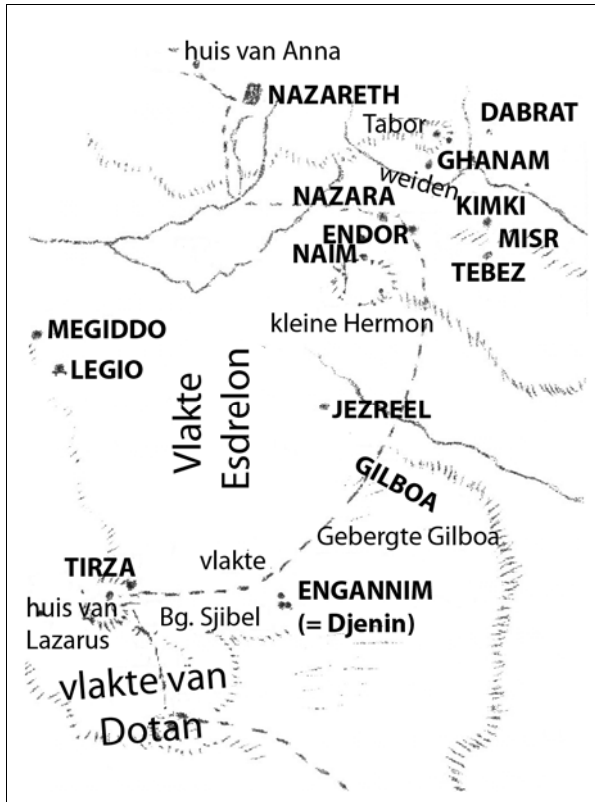 huis van Anna
NAZARETH
DABRAT
Tabor
GHANAM
weiden
NAZARA
KIMKI
ENDOR
MISR
NAIM
TEBEZ
kleine Hermon
MEGIDDO
LEGIO
Vlakte
Esdrelon
JEZREEL
GILBOA
Gebergte Gilboa
vlakte
TIRZA
ENGANNIM
(= Djenin)
huis van
Lazarus
Bg. Sjibel
vlakte van
Dotan